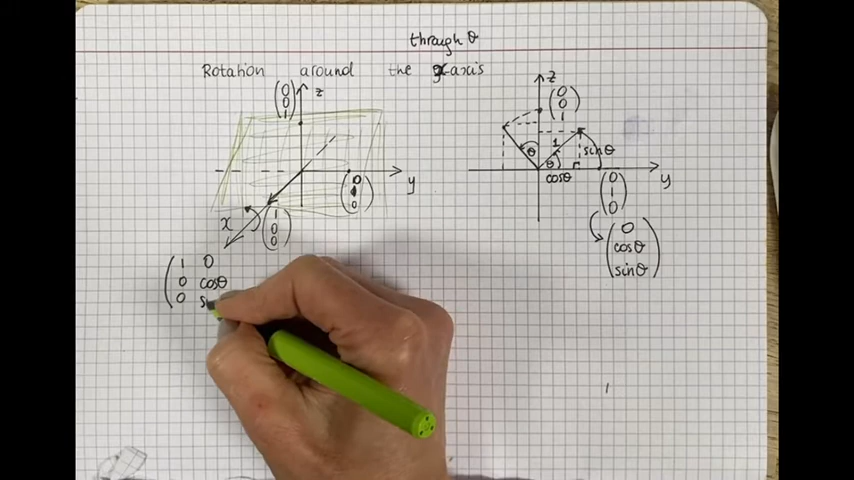 through θ
Rotation around the x-axis
(0 0 1) z
y
(0 1 0)
x
(1 0 0)
z
(0 0 1)
θ 1 sinθ
θ
cosθ
y
(0 1 0)
(0 cosθ sinθ)
1 0
0 cosθ
0 s